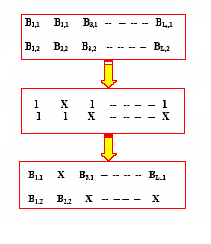 B1,1 B2,1 B3,1 – – – – – BL,1
B1,2 B2,2 B3,2 – – – – – BL,2
1 X 1 – – – – – 1
1 1 X – – – – – X
B1,1 X B3,1 – – – – – BL,1
B1,2 B2,2 X – – – – – X